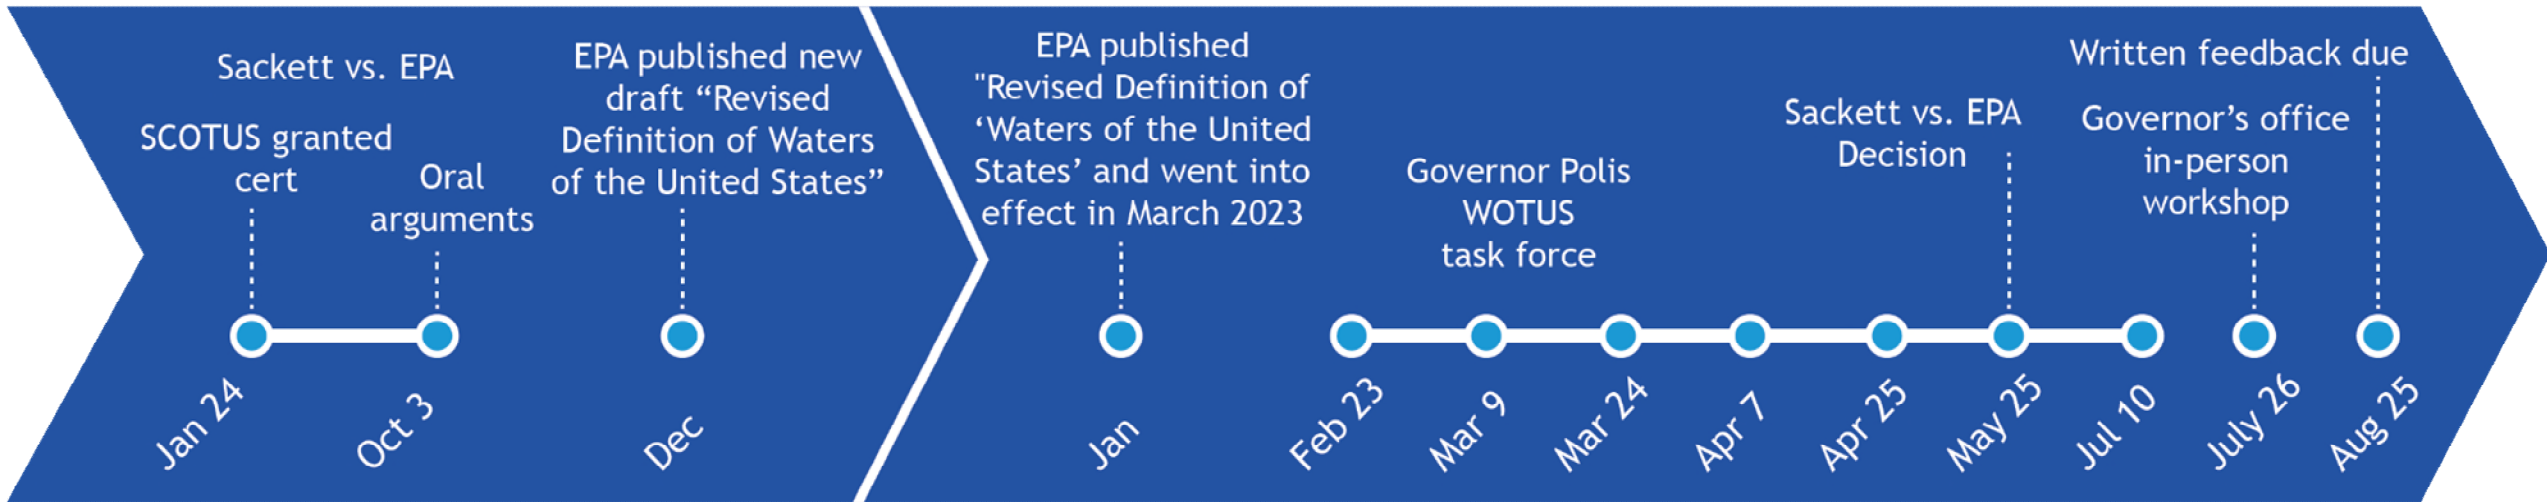 Sackett vs. EPA
SCOTUS granted
cert
Oral
arguments
EPA published new
draft “Revised
Definition of Waters
of the United States”
EPA published
"Revised Definition of
‘Waters of the United
States’ and went into
effect in March 2023
Governor Polis
WOTUS
task force
Sackett vs. EPA
Decision
Written feedback due
Governor’s office
in-person
workshop
Jan 24
Oct 3
Dec
Jan
Feb 23
Mar 9
Mar 24
Apr 7
Apr 25
May 25
Jul 10
July 26
Aug 25